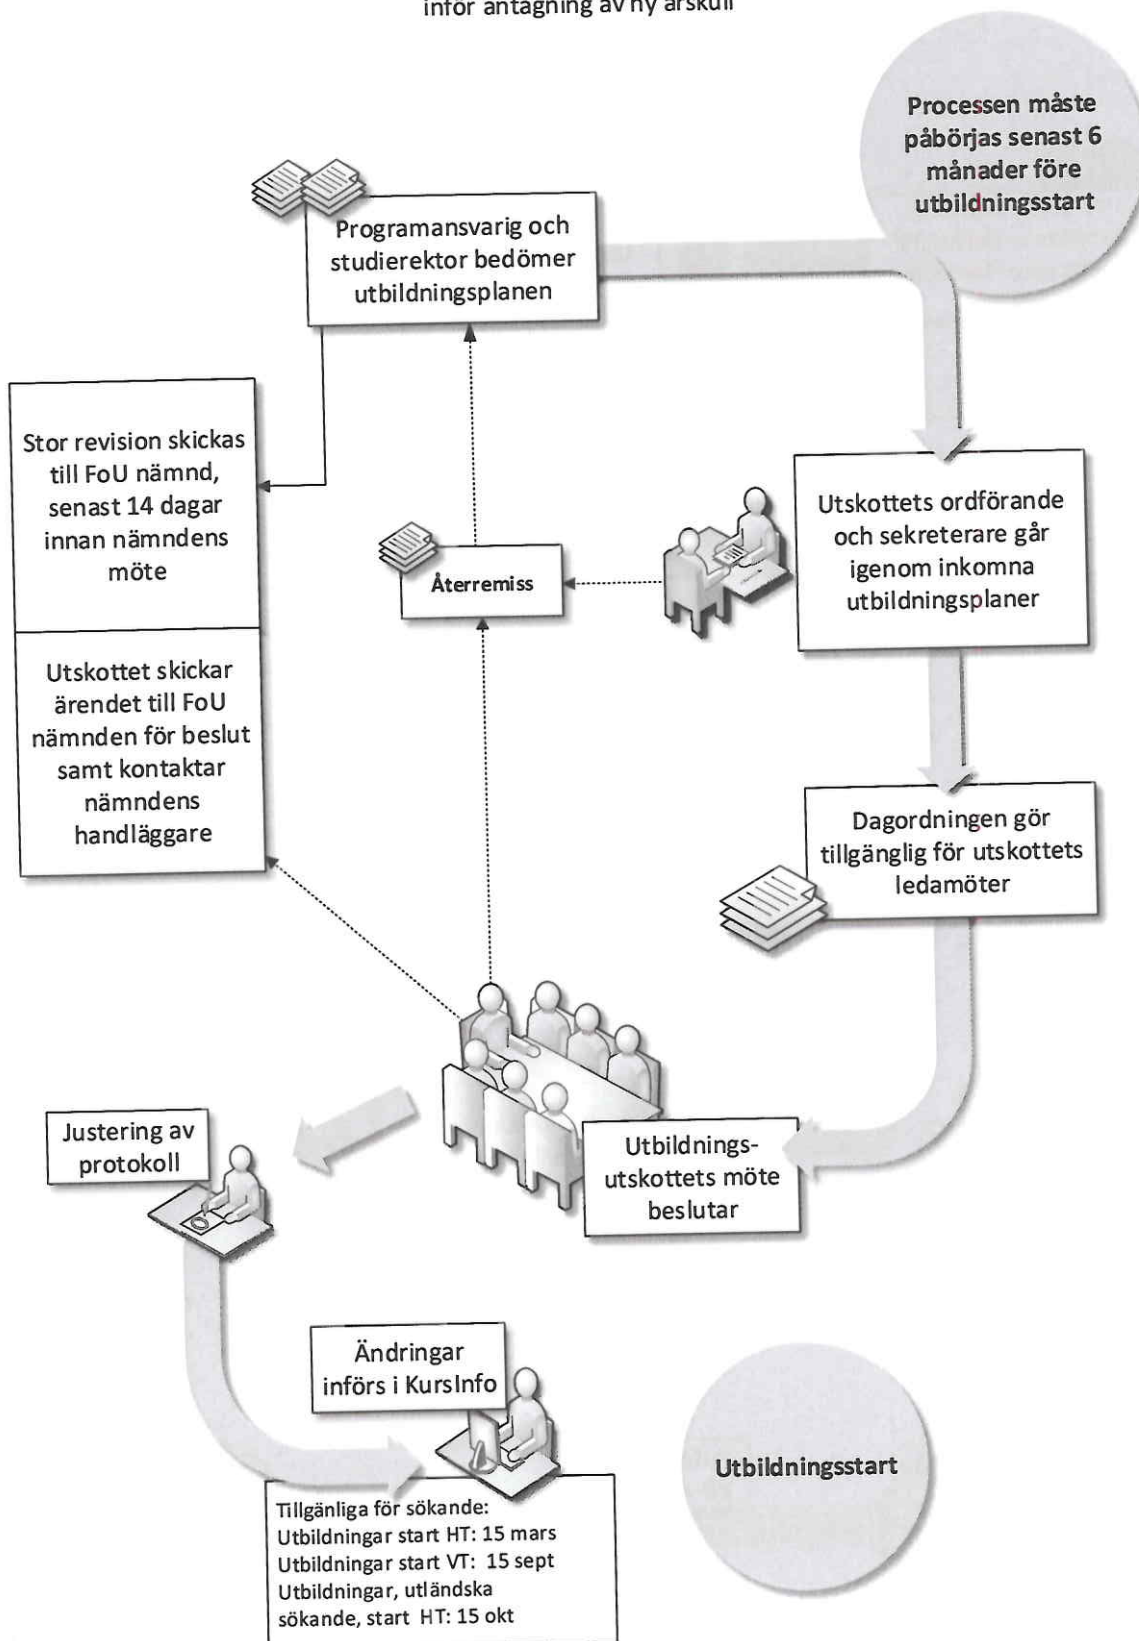 inför antagning av ny årskull
Processen måste
påbörjas senast 6
månader före
utbildningsstart
Programansvarig och
studierektor bedömer
utbildningsplanen
Stor revision skickas
till FoU nämnd,
senast 14 dagar
innan nämndens
möte
Utskottets ordförande
och sekreterare går
igenom inkomna
utbildningsplaner
Återremiss
Utskottet skickar
ärendet till FoU
nämnden för beslut
samt kontaktar
nämndens
handläggare
Dagordningen gör
tillgänglig för utskottets
ledamöter
Utbildnings-
utskottets möte
beslutar
Justering av
protokoll
Ändringar
införs i KursInfo
Utbildningsstart
Tillgänliga för sökande:
Utbildningar start HT: 15 mars
Utbildningar start VT: 15 sept
Utbildningar, utländska
sökande, start HT: 15 okt